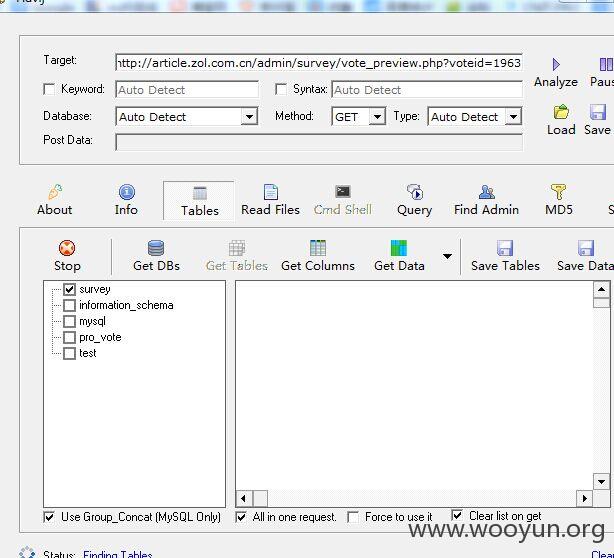 Target: http://article.zol.com.cn/admin/survey/vote_preview.php?voteid=1963
Analyze Paus
Keyword: Auto Detect Syntax: Auto Detect
Database: Auto Detect Method: GET Type: Auto Detect
Load Save
Post Data:
About Info Tables Read Files Cmd Shell Query Find Admin MD5 S
Stop Get DBs Get Tables Get Columns Get Data Save Tables Save Data
survey
information_schema
mysql
pro_vote
test
Use Group_Concat (MySQL Only) All in one request. Force to use it Clear list on get
www.wooyun.org
Status: Finding Tables Clea